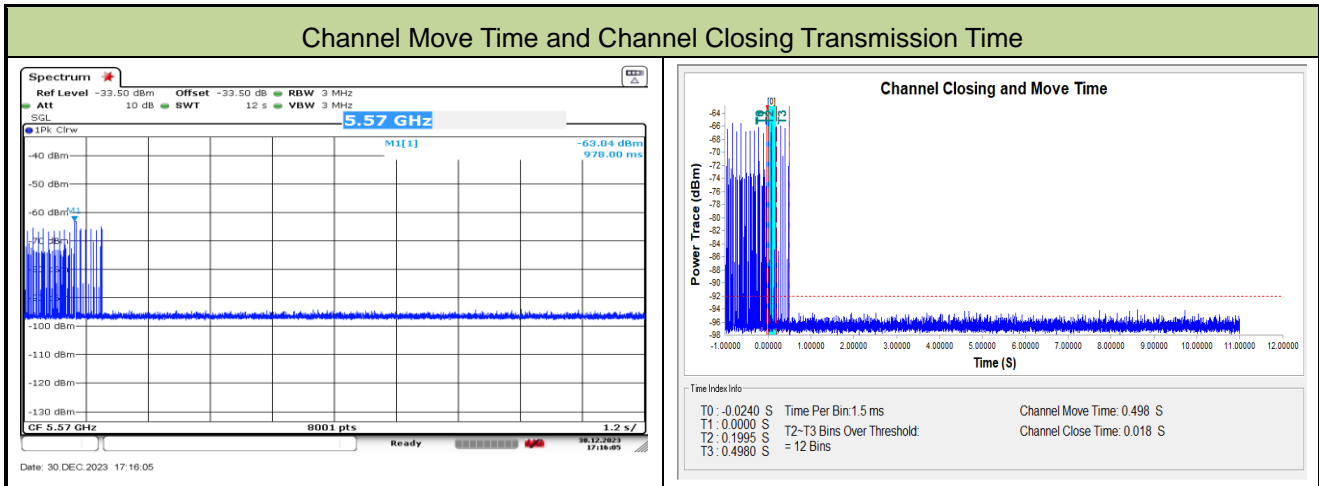 Channel Move Time and Channel Closing Transmission Time
Spectrum
Ref Level -33.50 dBm Offset -33.50 dB RBW 3 MHz
Att 10 dB SWT 12 s VBW 3 MHz
SGL
1Pk Clrw
5.57 GHz
M1[1] -63.04 dBm
978.00 ms
-40 dBm
-50 dBm
-60 dBm
M1
-70 dBm
-100 dBm
-110 dBm
-120 dBm
-130 dBm
CF 5.57 GHz 8001 pts 1.2 s/
Ready 30.12.2023
17:16:05
Date: 30.DEC.2023 17:16:05
Channel Closing and Move Time
[0]
T2 T3
Power Trace (dBm)
-64
-66
-68
-70
-72
-74
-76
-78
-80
-82
-84
-86
-88
-90
-92
-94
-96
-98
-1.00000 0.00000 1.00000 2.00000 3.00000 4.00000 5.00000 6.00000 7.00000 8.00000 9.00000 10.00000 11.00000 12.00000
Time (S)
Time Index Info
T0 : -0.0240 S Time Per Bin:1.5 ms Channel Move Time: 0.498 S
T1 : 0.0000 S T2~T3 Bins Over Threshold: Channel Close Time: 0.018 S
T2 : 0.1995 S = 12 Bins
T3 : 0.4980 S